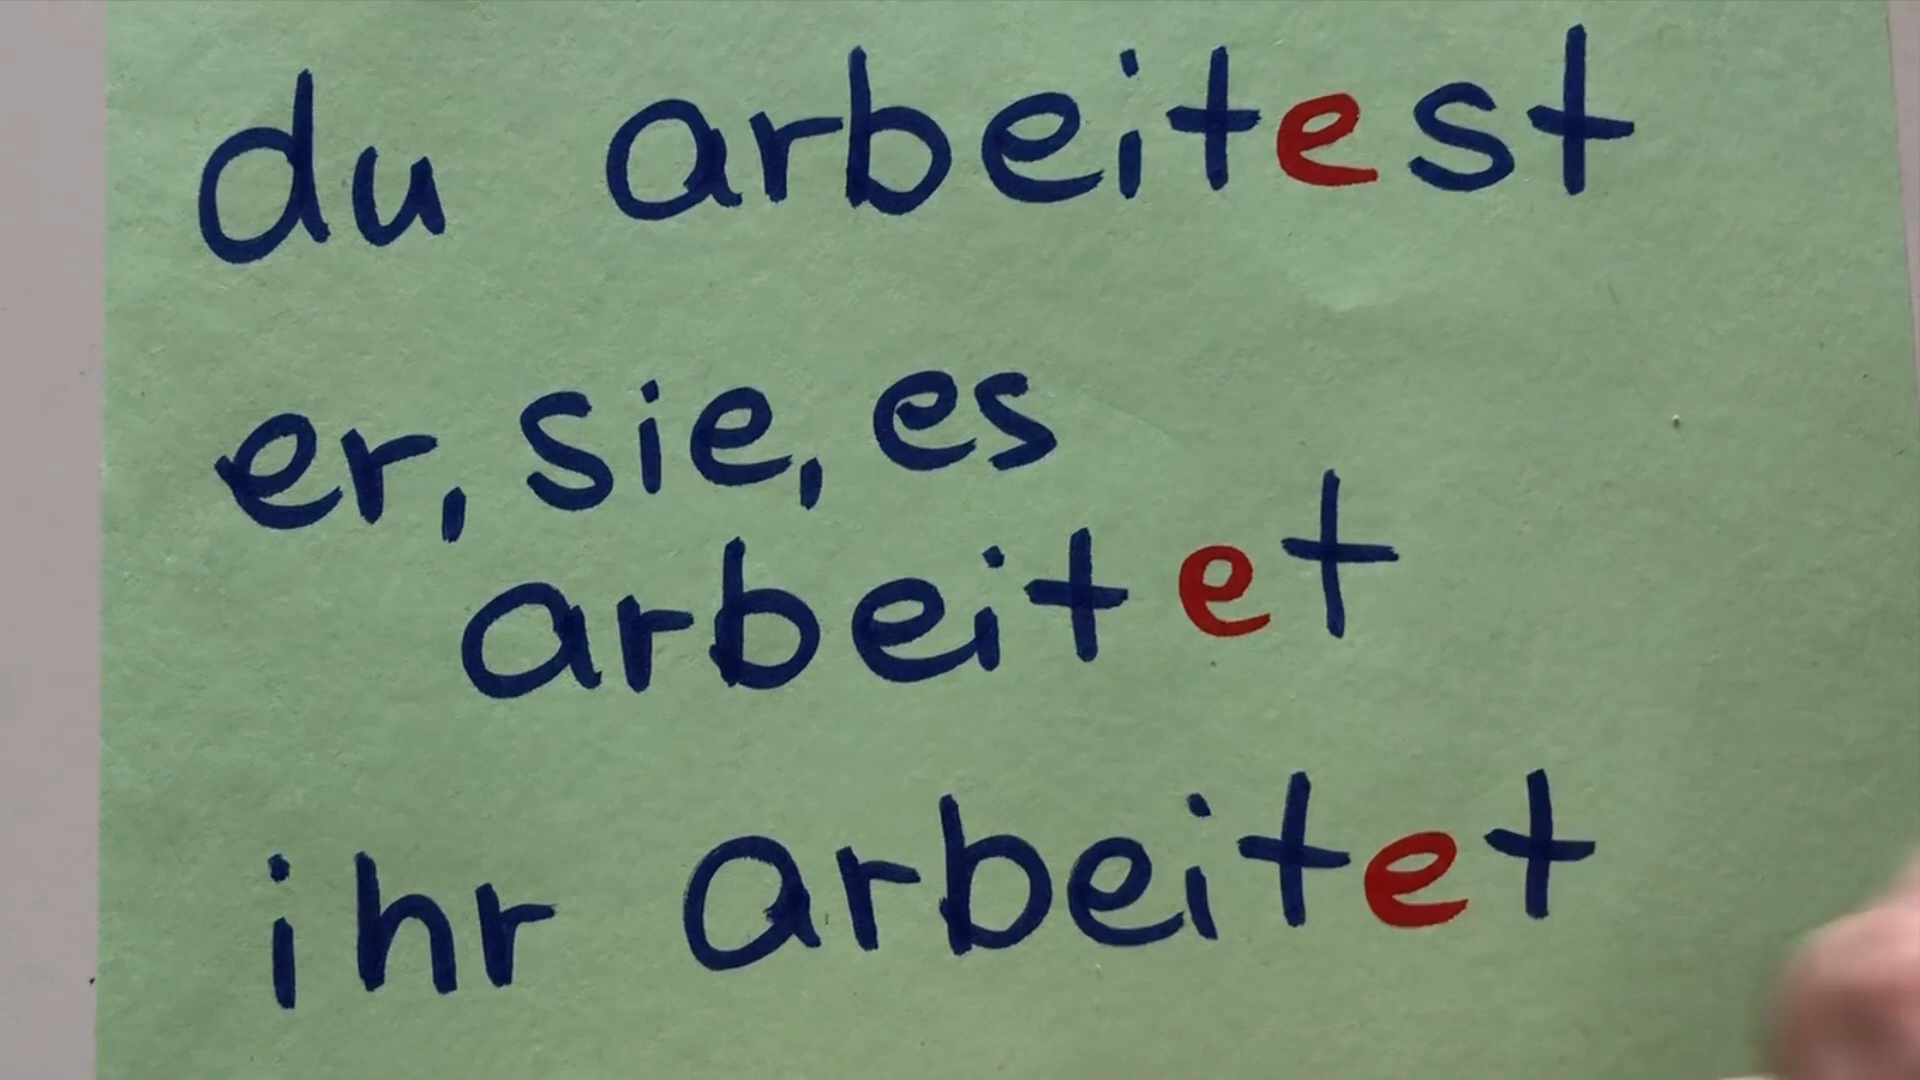 du arbeitest
er, sie, es
arbeitet
ihr arbeitet